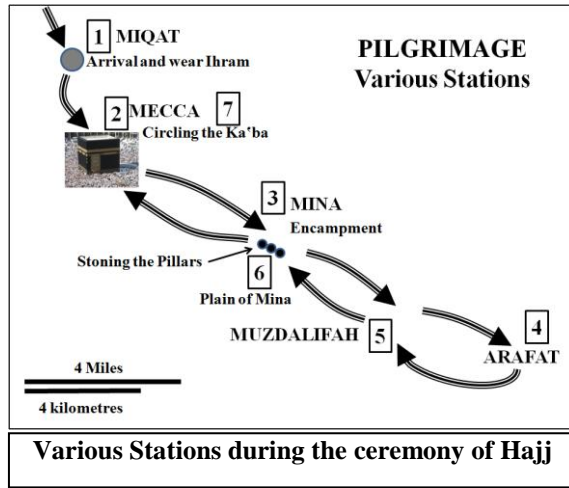 PILGRIMAGE
Various Stations
1 MIQAT
Arrival and wear Ihram
2 MECCA 7
Circling the Ka‛ba
3 MINA
Encampment
Stoning the Pillars
6
Plain of Mina
MUZDALIFAH 5
4
ARAFAT
4 Miles
4 kilometres
Various Stations during the ceremony of Hajj